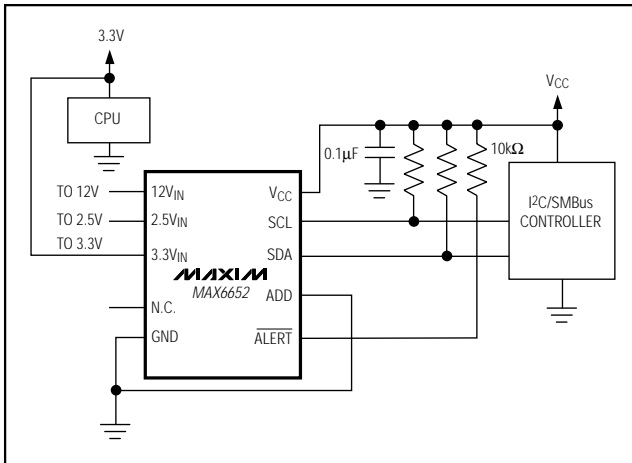 3.3V
CPU
VCC
0.1μF
10kΩ
I2C/SMBus
CONTROLLER
TO 12V
12VIN
VCC
TO 2.5V
2.5VIN
SCL
TO 3.3V
3.3VIN
SDA
MAXIM
MAX6652
ADD
N.C.
GND
ALERT